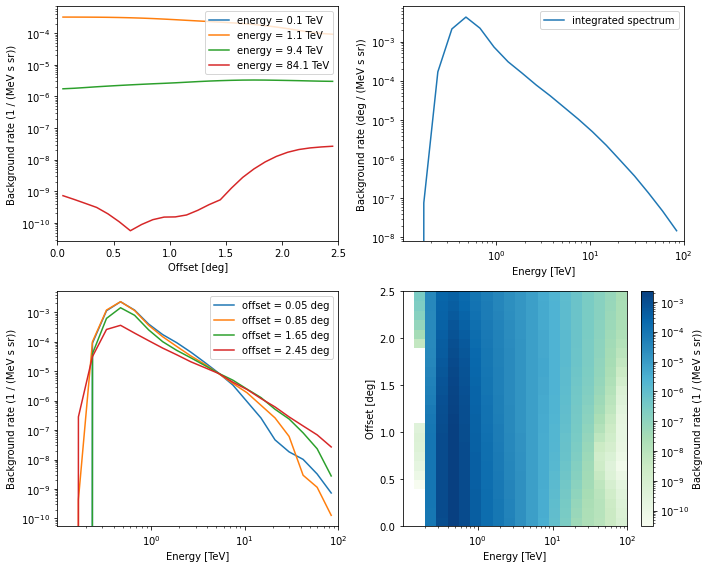 Background rate (1 / (MeV s sr))
10⁻⁴
10⁻⁵
10⁻⁶
10⁻⁷
10⁻⁸
10⁻⁹
10⁻¹⁰
energy = 0.1 TeV
energy = 1.1 TeV
energy = 9.4 TeV
energy = 84.1 TeV
0.0 0.5 1.0 1.5 2.0 2.5
Offset [deg]
Background rate (deg / (MeV s sr))
10⁻³
10⁻⁴
10⁻⁵
10⁻⁶
10⁻⁷
10⁻⁸
integrated spectrum
10⁰ 10¹ 10²
Energy [TeV]
Background rate (1 / (MeV s sr))
10⁻³
10⁻⁴
10⁻⁵
10⁻⁶
10⁻⁷
10⁻⁸
10⁻⁹
10⁻¹⁰
offset = 0.05 deg
offset = 0.85 deg
offset = 1.65 deg
offset = 2.45 deg
10⁰ 10¹ 10²
Energy [TeV]
Offset [deg]
2.5
2.0
1.5
1.0
0.5
0.0
10⁰ 10¹ 10²
Energy [TeV]
10⁻³
10⁻⁴
10⁻⁵
10⁻⁶
10⁻⁷
10⁻⁸
10⁻⁹
10⁻¹⁰
Background rate (1 / (MeV s sr))